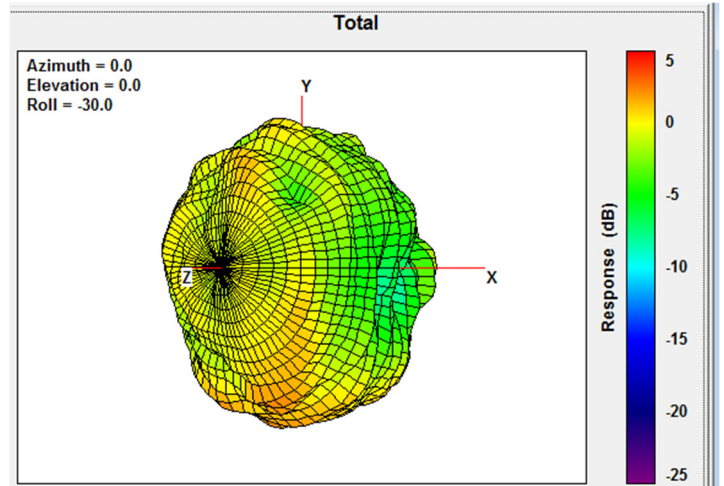 Total
Azimuth = 0.0
Elevation = 0.0
Roll = -30.0
Y
Z
X
Response (dB)
5
0
-5
-10
-15
-20
-25